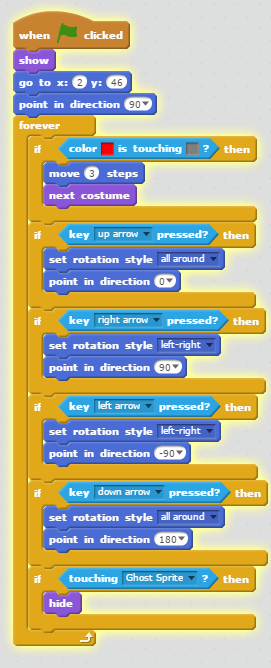 when clicked
show
go to x: 2 y: 46
point in direction 90
forever
if color is touching ? then
move 3 steps
next costume
if key up arrow pressed? then
set rotation style all around
point in direction 0
if key right arrow pressed? then
set rotation style left-right
point in direction 90
if key left arrow pressed? then
set rotation style left-right
point in direction -90
if key down arrow pressed? then
set rotation style all around
point in direction 180
if touching Ghost Sprite ? then
hide